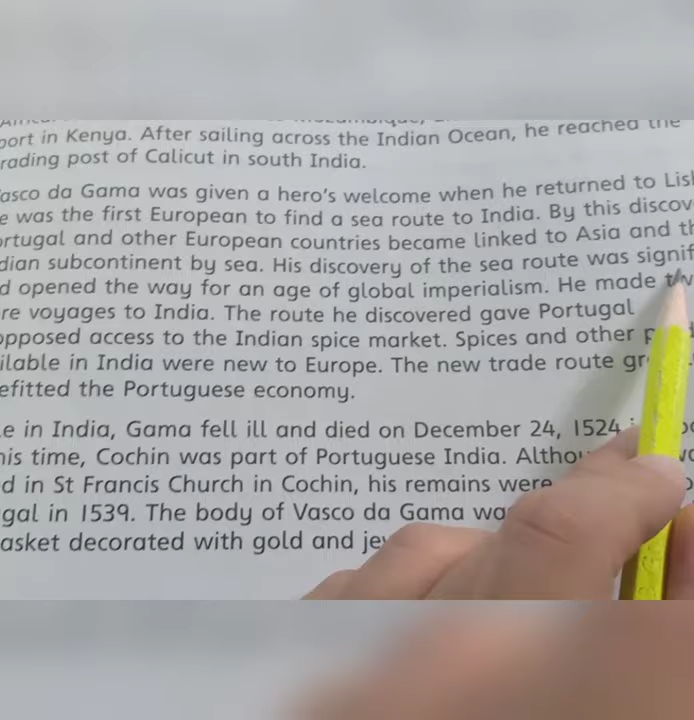 port in Kenya. After sailing across the Indian Ocean, he reached the
rading post of Calicut in south India.
asco da Gama was given a hero's welcome when he returned to Lis
e was the first European to find a sea route to India. By this discov
ortugal and other European countries became linked to Asia and th
dian subcontinent by sea. His discovery of the sea route was signif
d opened the way for an age of global imperialism. He made
re voyages to India. The route he discovered gave Portugal
opposed access to the Indian spice market. Spices and other
ilable in India were new to Europe. The new trade route gr
efitted the Portuguese economy.
e in India, Gama fell ill and died on December 24, 1524
his time, Cochin was part of Portuguese India. Althou
d in St Francis Church in Cochin, his remains were
gal in 1539. The body of Vasco da Gama wa
asket decorated with gold and je